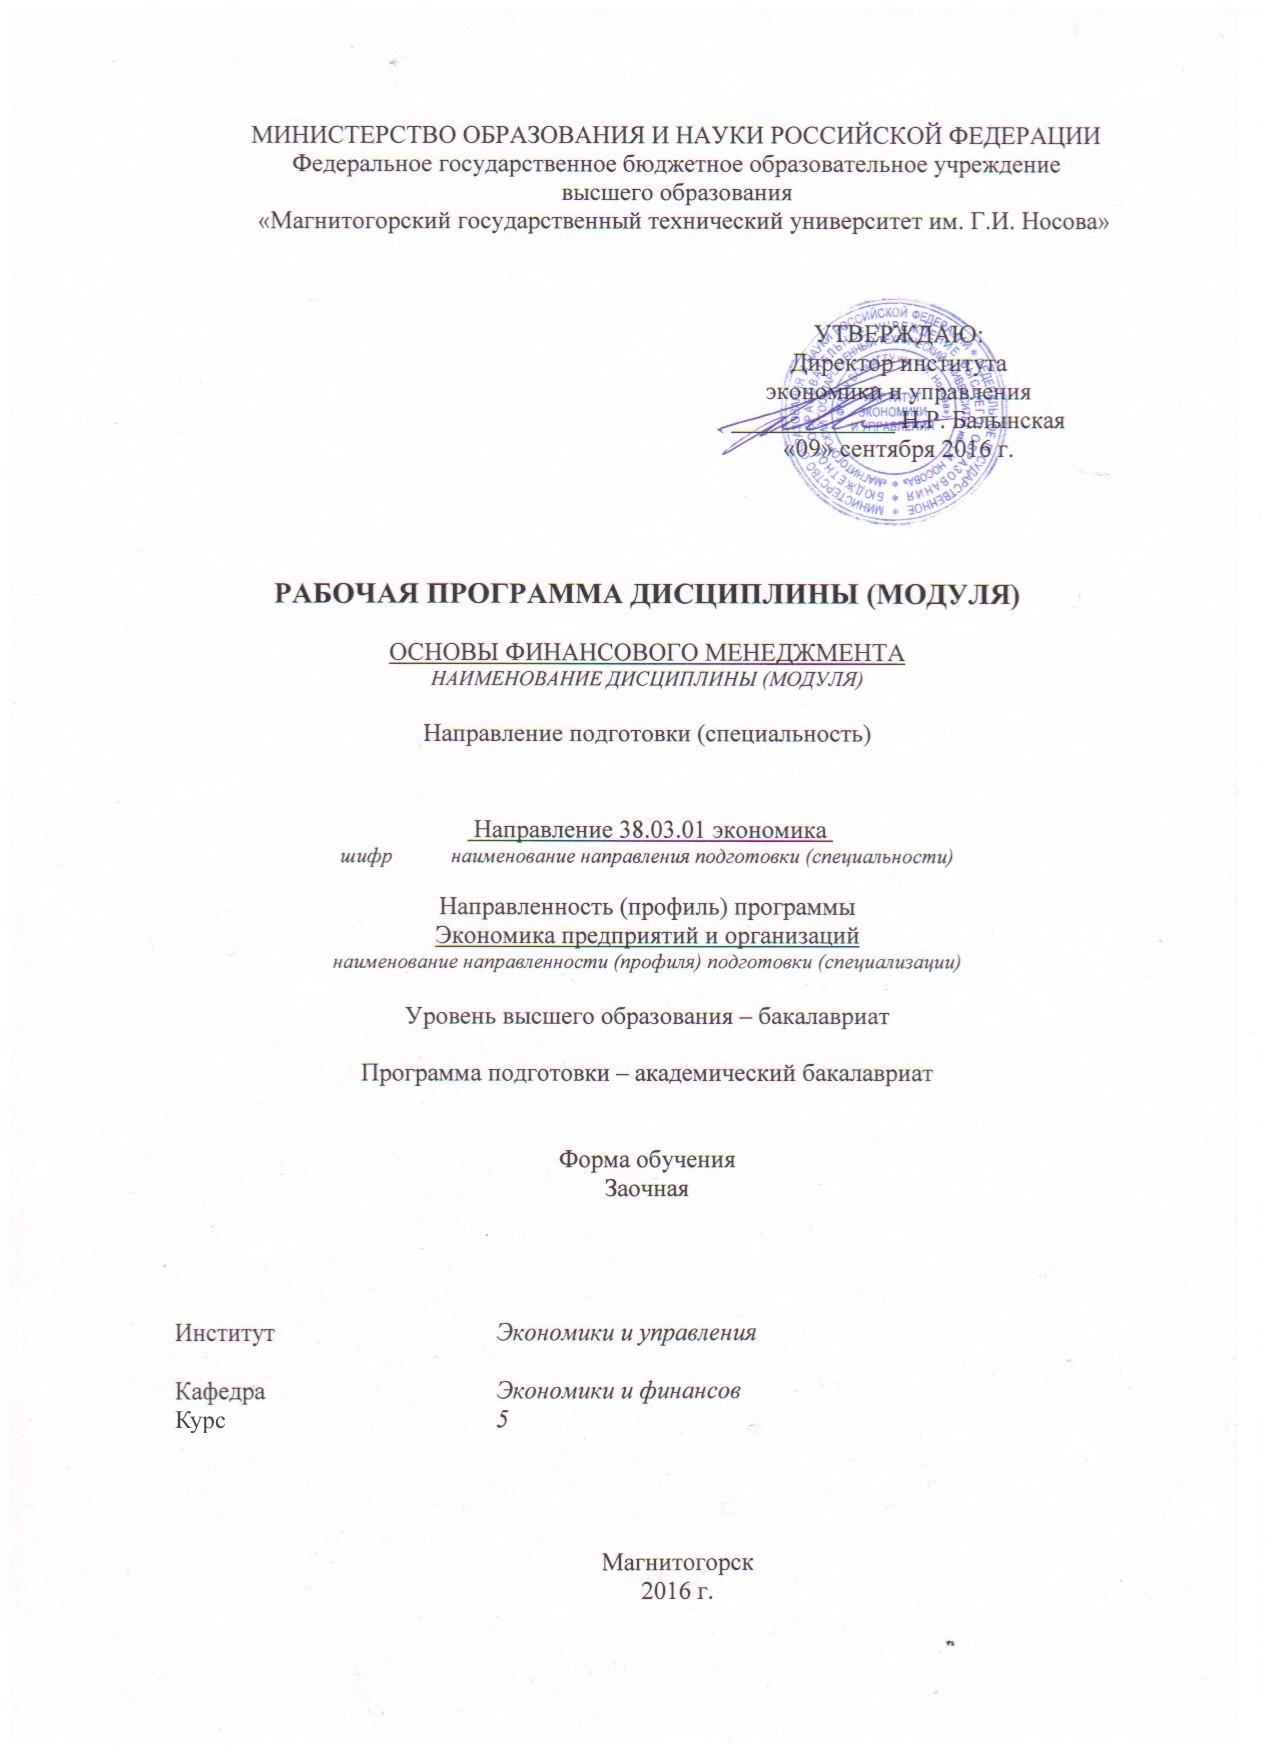 МИНИСТЕРСТВО ОБРАЗОВАНИЯ И НАУКИ РОССИЙСКОЙ ФЕДЕРАЦИИ
Федеральное государственное бюджетное образовательное учреждение
высшего образования
«Магнитогорский государственный технический университет им. Г.И. Носова»
УТВЕРЖДАЮ:
Директор института
экономики и управления
Н.Р. Балынская
«09» сентября 2016 г.
ИНСТИТУТ
ЭКОНОМИКИ
И УПРАВЛЕНИЯ
РАБОЧАЯ ПРОГРАММА ДИСЦИПЛИНЫ (МОДУЛЯ)
ОСНОВЫ ФИНАНСОВОГО МЕНЕДЖМЕНТА
НАИМЕНОВАНИЕ ДИСЦИПЛИНЫ (МОДУЛЯ)
Направление подготовки (специальность)
Направление 38.03.01 экономика
шифр наименование направления подготовки (специальности)
Направленность (профиль) программы
Экономика предприятий и организаций
наименование направленности (профиля) подготовки (специализации)
Уровень высшего образования – бакалавриат
Программа подготовки – академический бакалавриат
Форма обучения
Заочная
Институт Экономики и управления
Кафедра Экономики и финансов
Курс 5
Магнитогорск
2016 г.